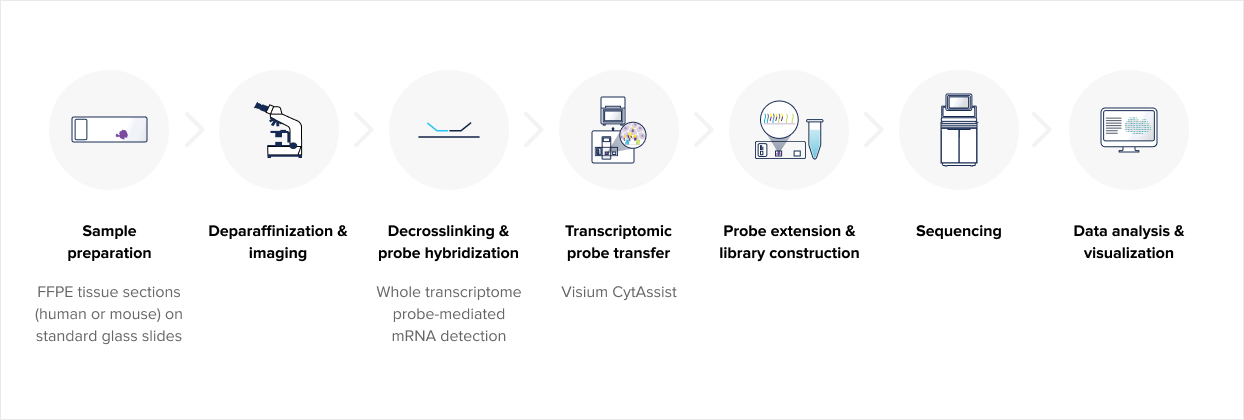 Sample
preparation
FFPE tissue sections
(human or mouse) on
standard glass slides
Deparaffinization &
imaging
Decrosslinking &
probe hybridization
Whole transcriptome
probe-mediated
mRNA detection
Transcriptomic
probe transfer
Visium CytAssist
Probe extension &
library construction
Sequencing
Data analysis &
visualization